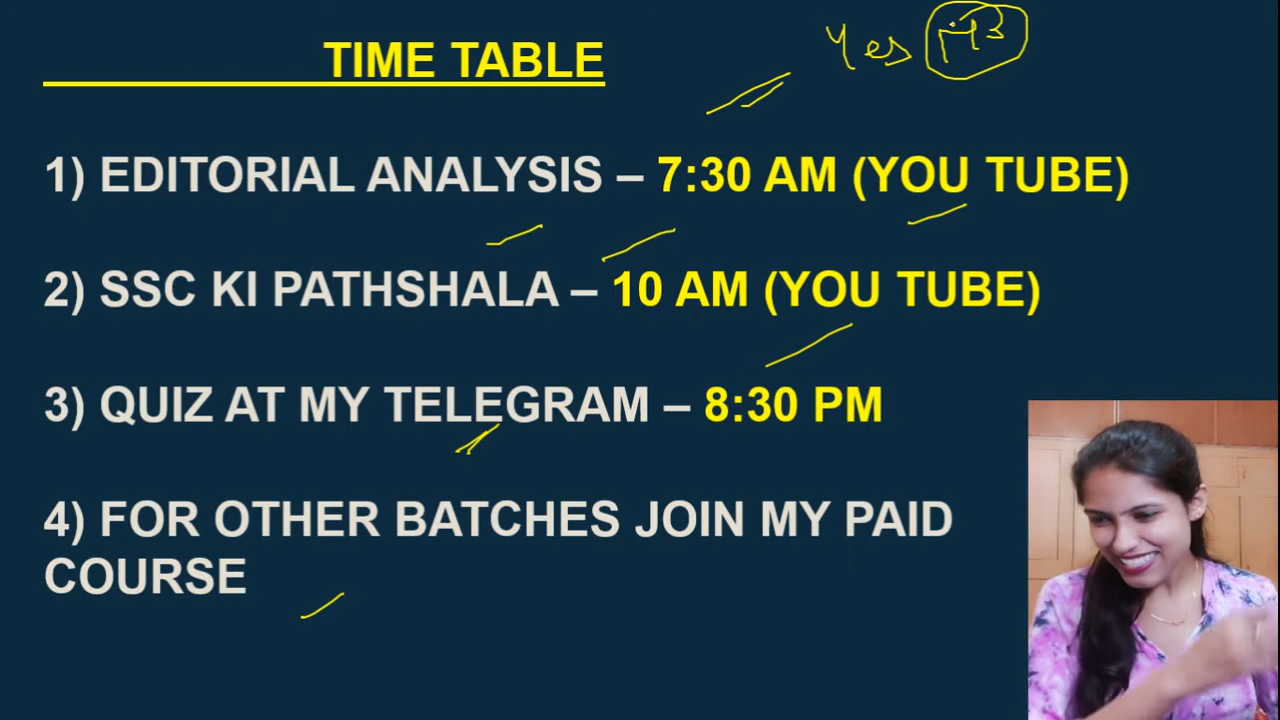 Yes
TIME TABLE
1) EDITORIAL ANALYSIS – 7:30 AM (YOU TUBE)
2) SSC KI PATHSHALA – 10 AM (YOU TUBE)
3) QUIZ AT MY TELEGRAM – 8:30 PM
4) FOR OTHER BATCHES JOIN MY PAID
COURSE